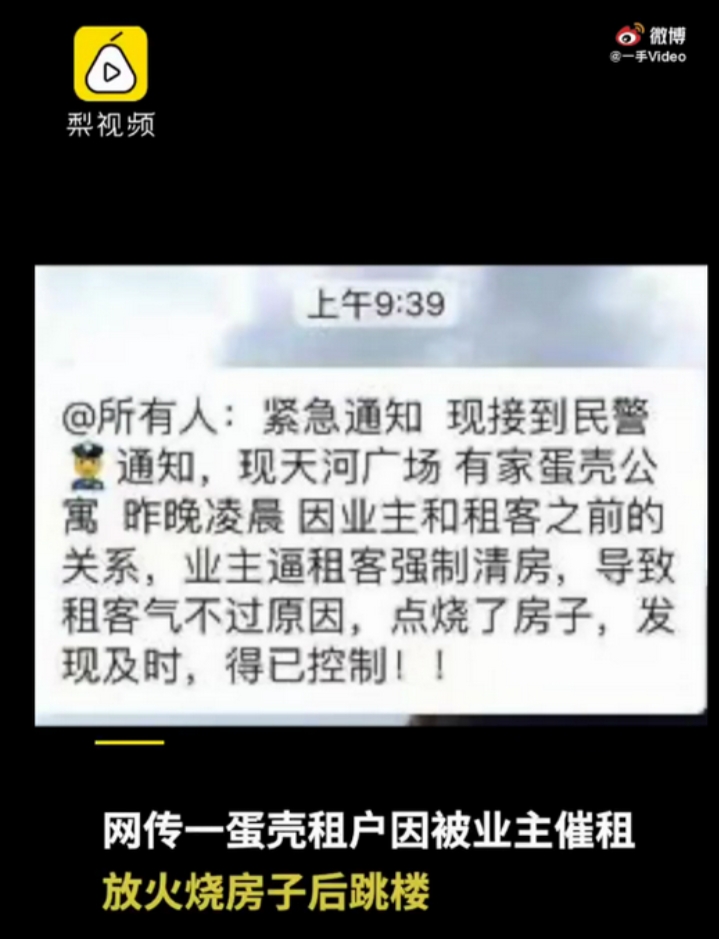 梨视频
微博
@一手Video
上午9:39
@所有人：紧急通知 现接到民警
👮通知，现天河广场 有家蛋壳公
寓 昨晚凌晨 因业主和租客之前的
关系，业主逼租客强制清房，导致
租客气不过原因，点烧了房子，发
现及时，得已控制！！
网传一蛋壳租户因被业主催租
放火烧房子后跳楼